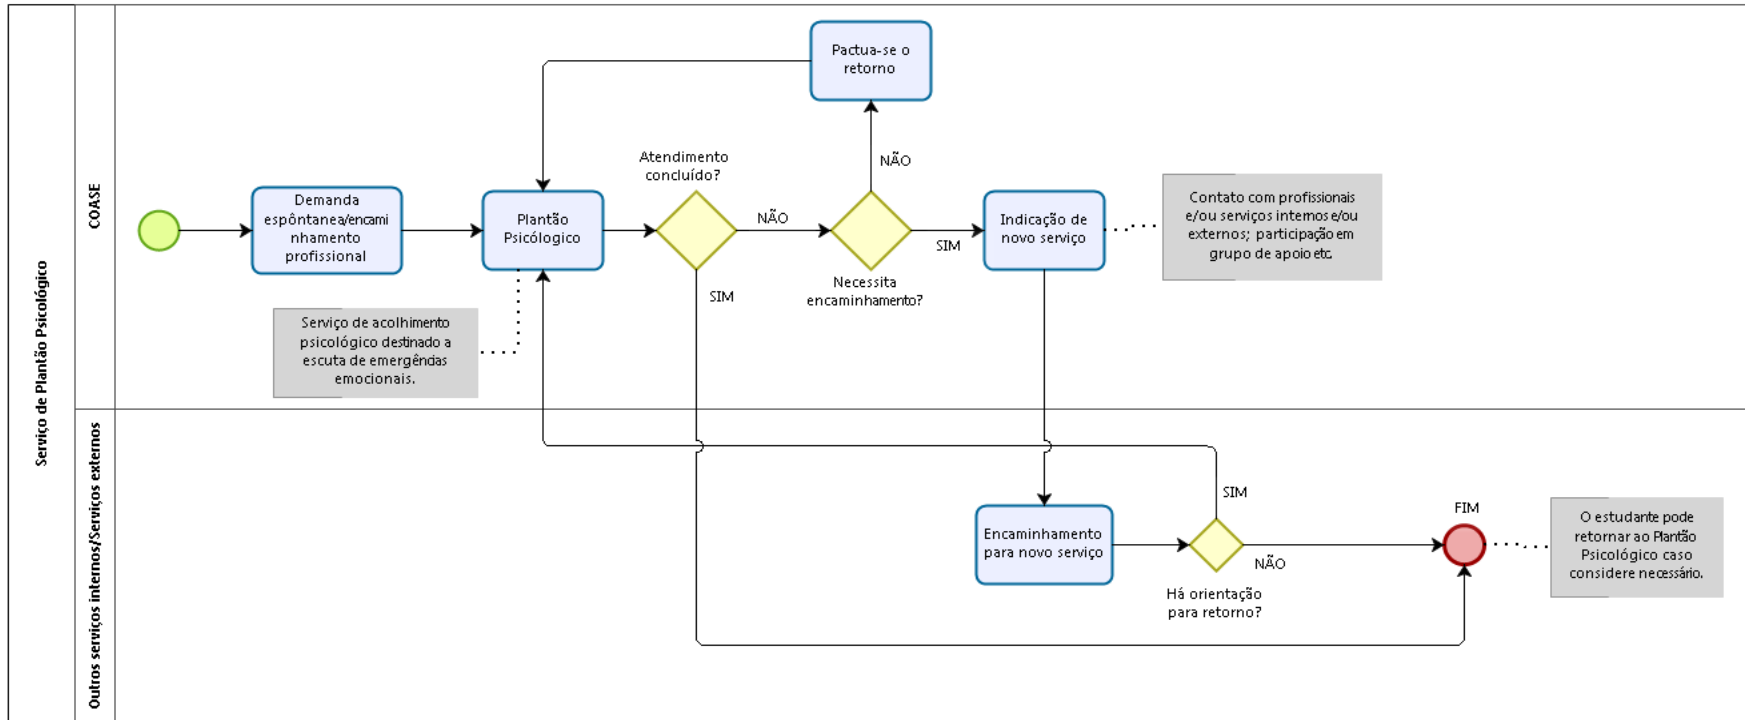 Serviço de Plantão Psicológico
COASE
Pactua-se o
retorno
NÃO
Atendimento
concluído?
Demanda
espôntanea/encami
nhamento
profissional
Plantão
Psicólogico
NÃO
Indicação de
novo serviço
SIM
Contato com profissionais
e/ou serviços internos e/ou
externos; participação em
grupo de apoio etc.
Necessita
encaminhamento?
SIM
Serviço de acolhimento
psicológico destinado a
escuta de emergências
emocionais.
Outros serviços internos/Serviços externos
SIM
FIM
Encaminhamento
para novo serviço
NÃO
Há orientação
para retorno?
O estudante pode
retornar ao Plantão
Psicológico caso
considere necessário.